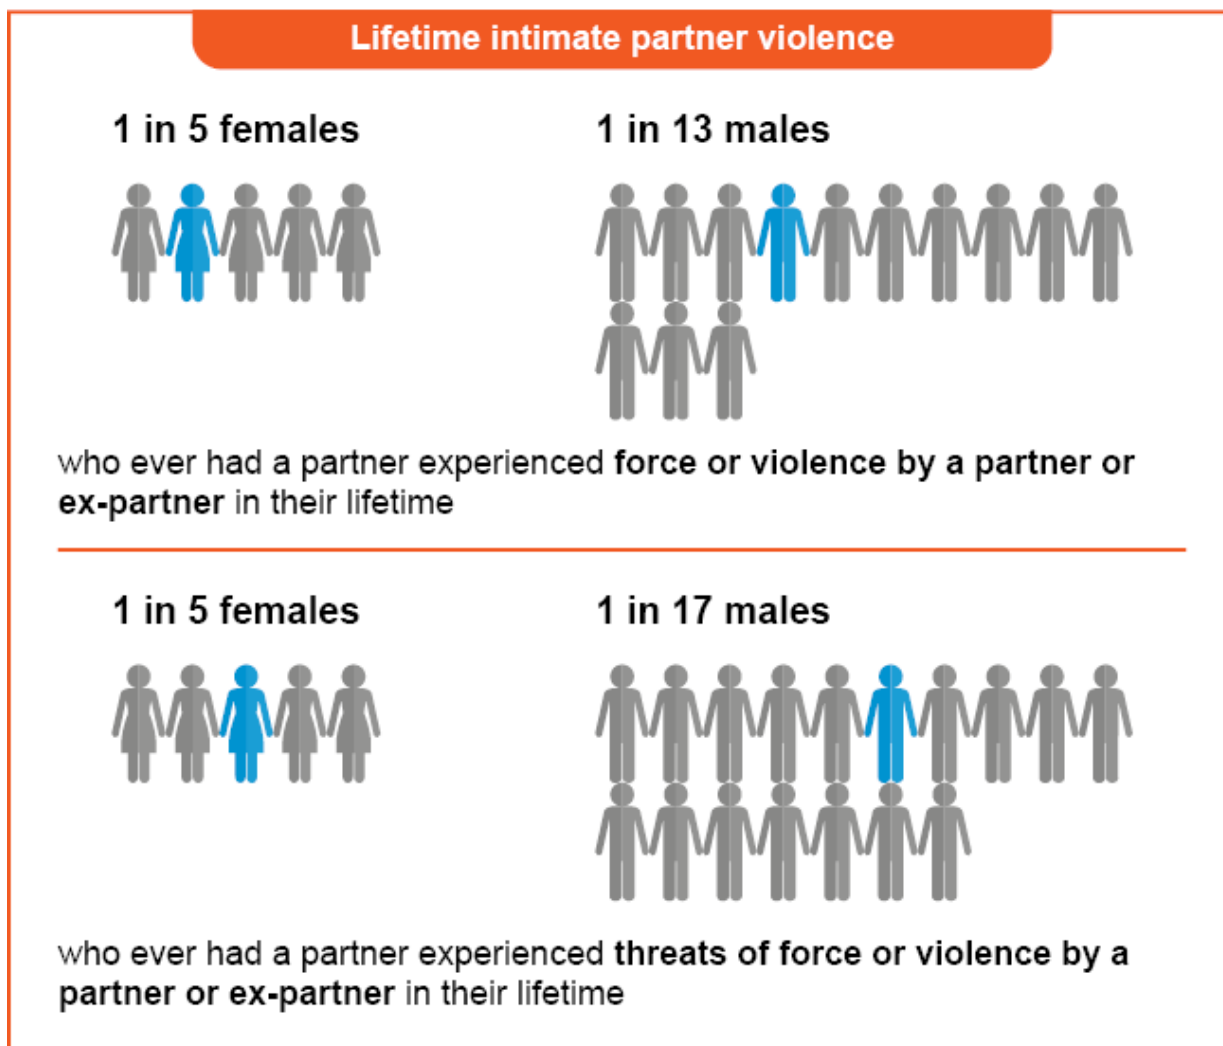 Lifetime intimate partner violence
1 in 5 females
1 in 13 males
who ever had a partner experienced force or violence by a partner or
ex-partner in their lifetime
1 in 5 females
1 in 17 males
who ever had a partner experienced threats of force or violence by a
partner or ex-partner in their lifetime